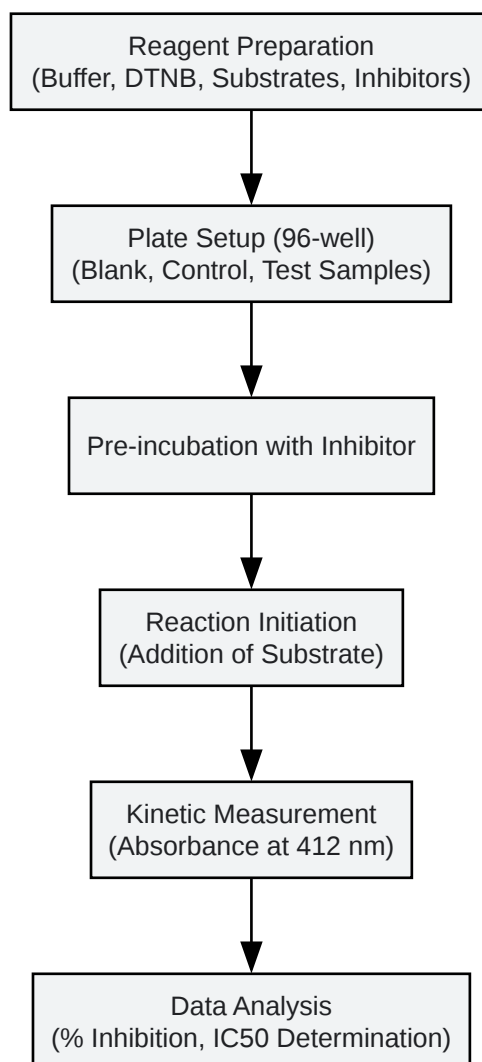 Reagent Preparation
(Buffer, DTNB, Substrates, Inhibitors)
Plate Setup (96-well)
(Blank, Control, Test Samples)
Pre-incubation with Inhibitor
Reaction Initiation
(Addition of Substrate)
Kinetic Measurement
(Absorbance at 412 nm)
Data Analysis
(% Inhibition, IC50 Determination)